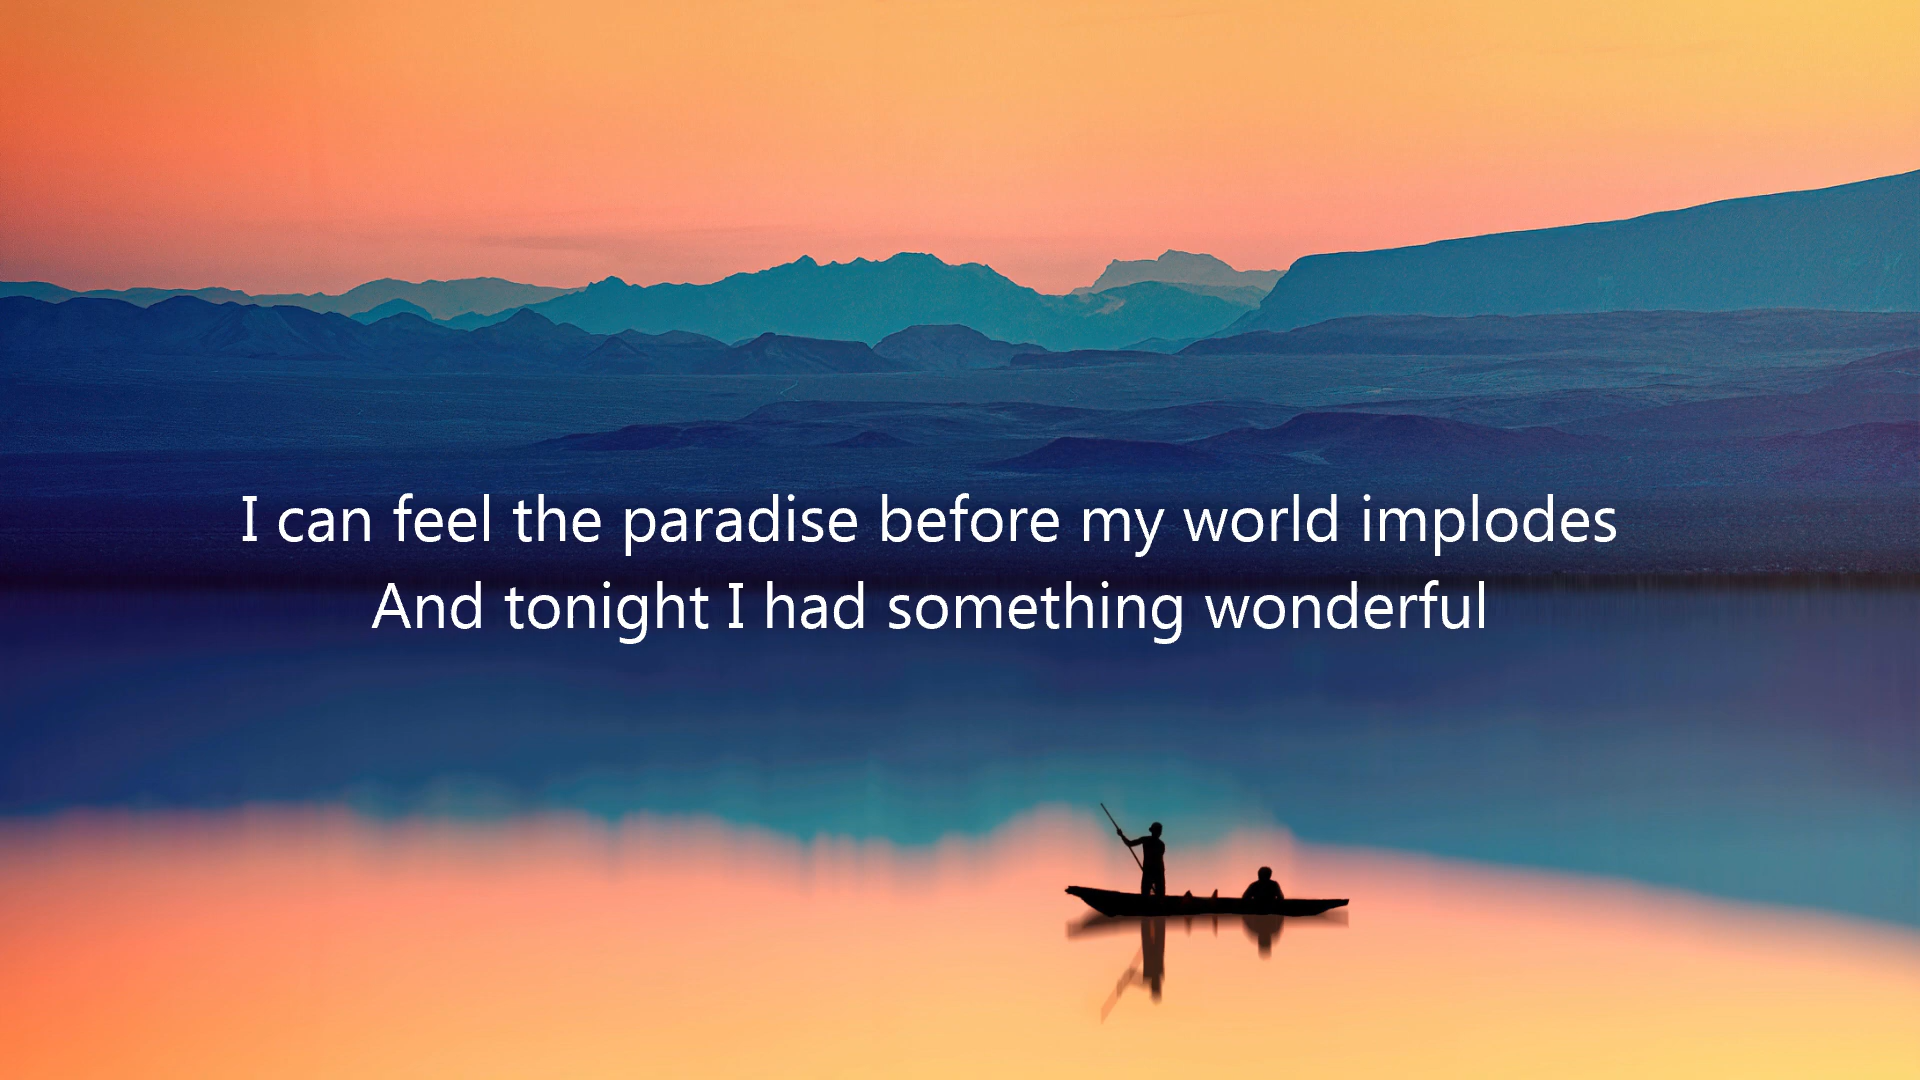 I can feel the paradise before my world implodes
And tonight I had something wonderful